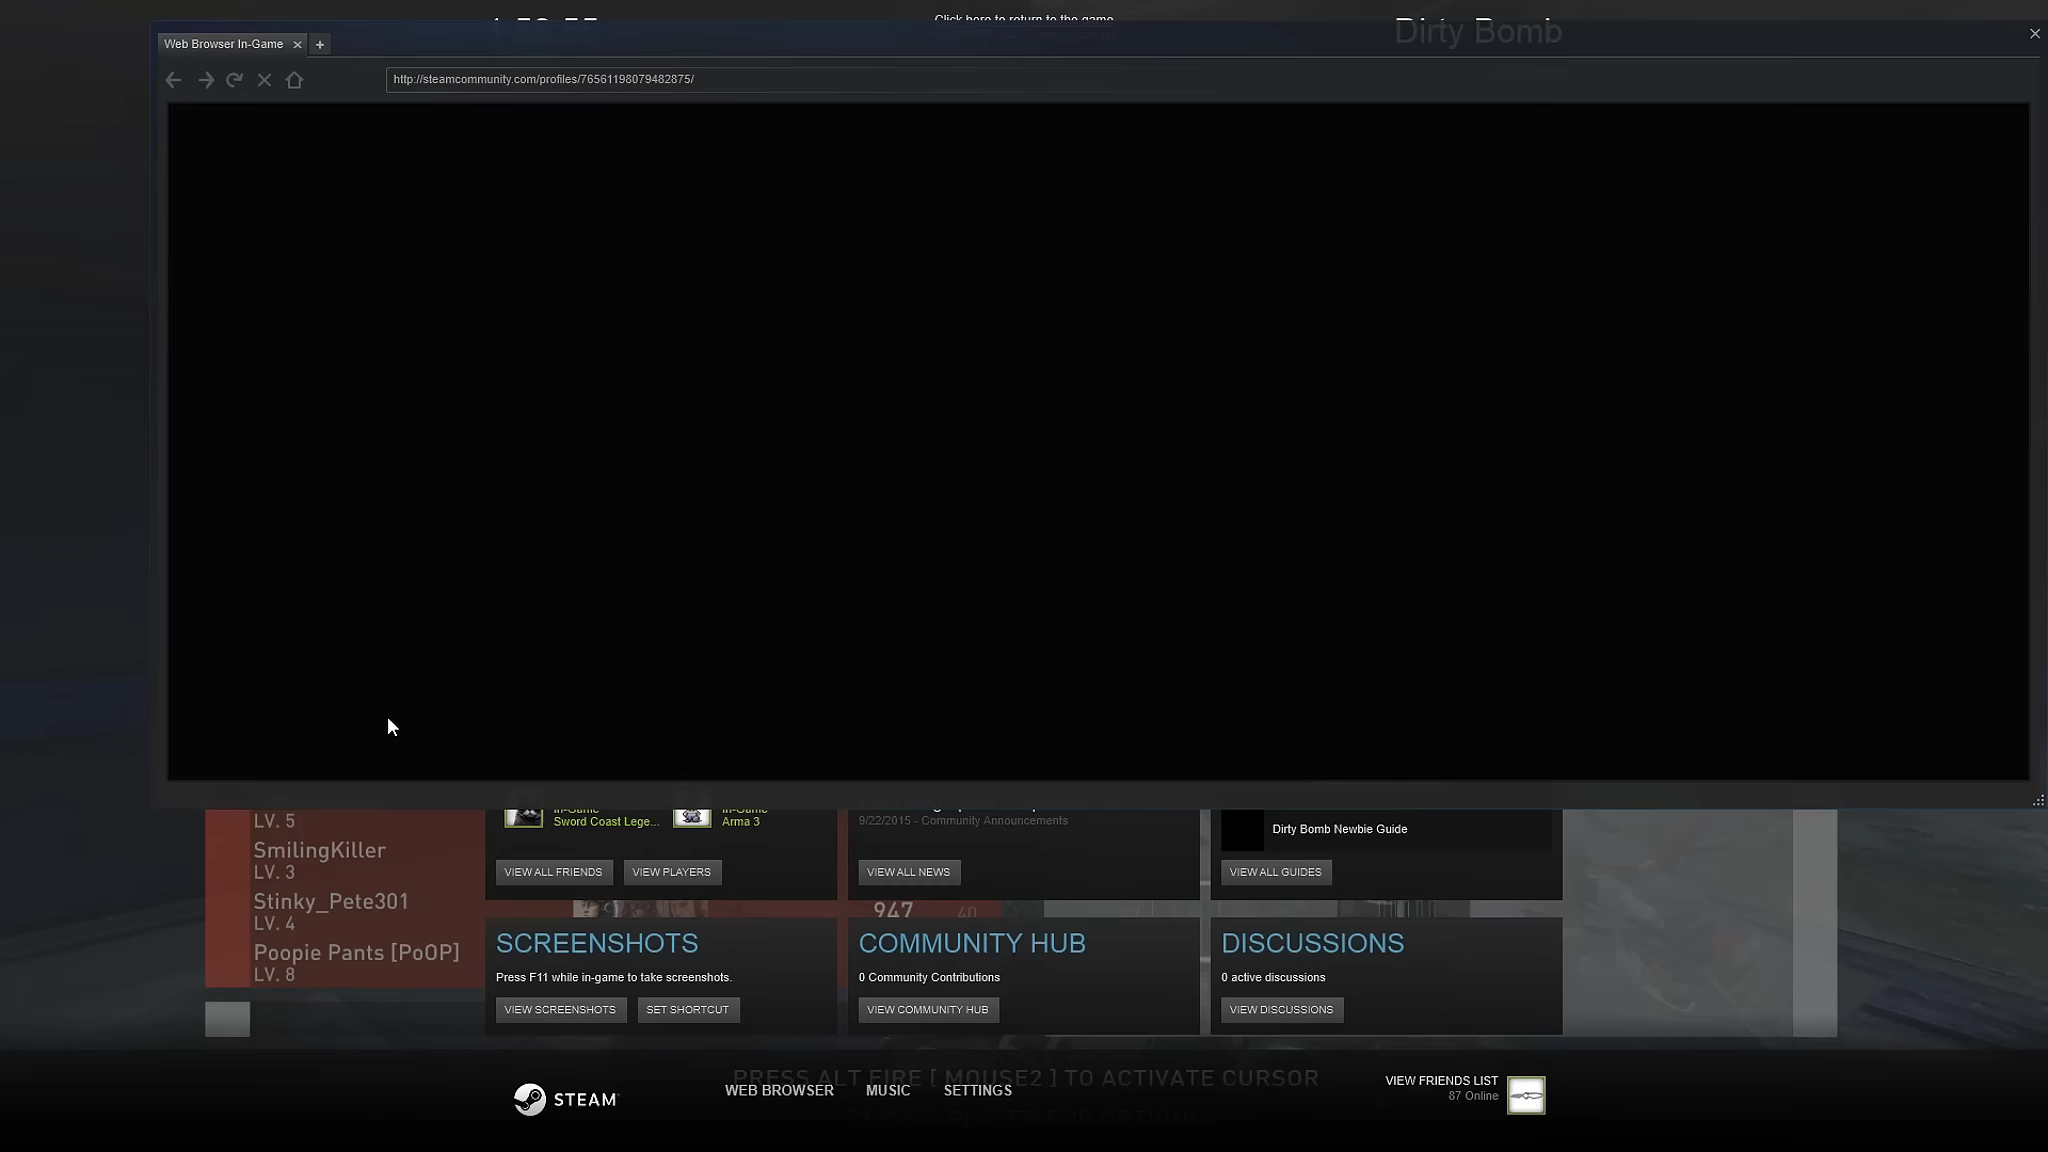 Click here to return to the game
Dirty Bomb
Web Browser In-Game
http://steamcommunity.com/profiles/76561198079482875/
LV. 5
SmilingKiller
LV. 3
Stinky_Pete301
LV. 4
Poopie Pants [PoOP]
LV. 8
In-Game
Sword Coast Lege...
In-Game
Arma 3
VIEW ALL FRIENDS
VIEW PLAYERS
9/22/2015 - Community Announcements
VIEW ALL NEWS
Dirty Bomb Newbie Guide
VIEW ALL GUIDES
947
40
SCREENSHOTS
Press F11 while in-game to take screenshots.
VIEW SCREENSHOTS
SET SHORTCUT
COMMUNITY HUB
0 Community Contributions
VIEW COMMUNITY HUB
DISCUSSIONS
0 active discussions
VIEW DISCUSSIONS
PRESS ALT FIRE [ MOUSE2 ] TO ACTIVATE CURSOR
STEAM
WEB BROWSER
MUSIC
SETTINGS
VIEW FRIENDS LIST
87 Online